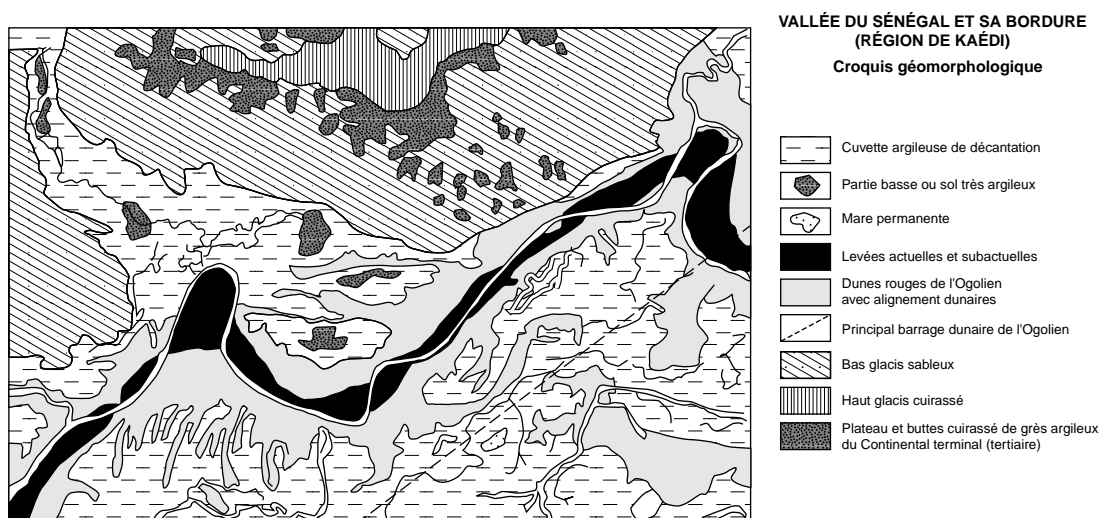 VALLÉE DU SÉNÉGAL ET SA BORDURE
(RÉGION DE KAÉDI)
Croquis géomorphologique
Cuvette argileuse de décantation
Partie basse ou sol très argileux
Mare permanente
Levées actuelles et subactuelles
Dunes rouges de l'Ogolien
avec alignement dunaires
Principal barrage dunaire de l'Ogolien
Bas glacis sableux
Haut glacis cuirassé
Plateau et buttes cuirassé de grès argileux
du Continental terminal (tertiaire)